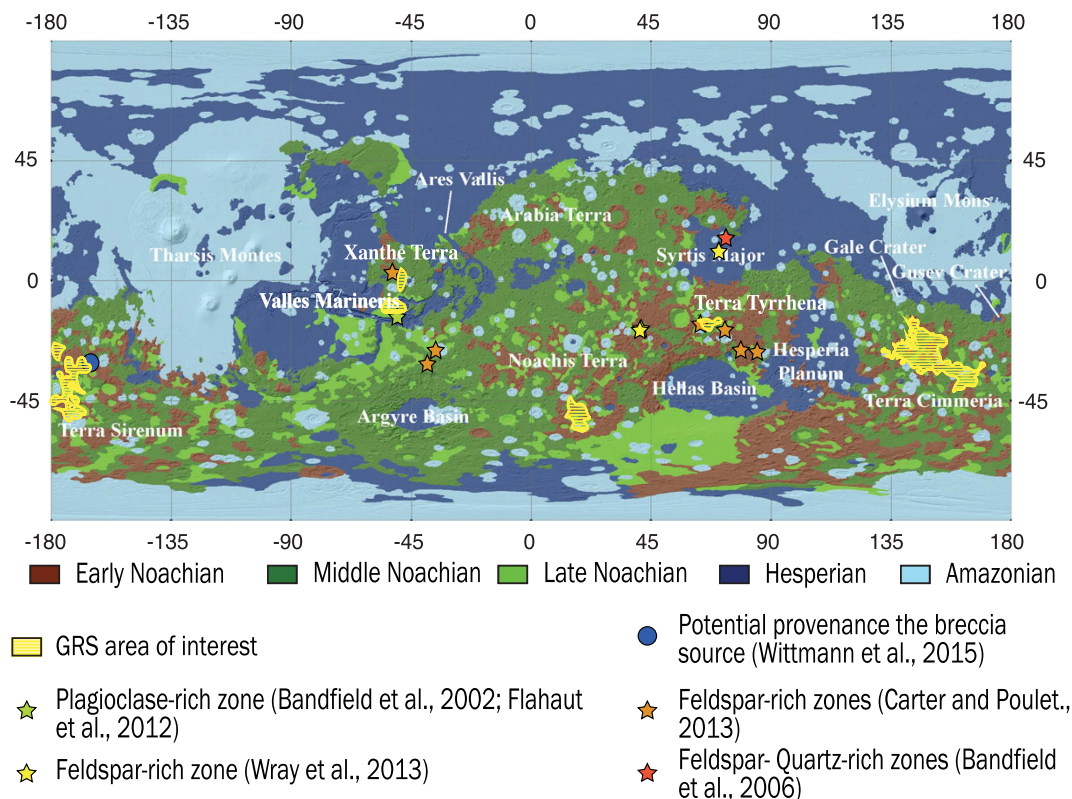 -180 -135 -90 -45 0 45 90 135 180
45 45
Ares Vallis
Elysium Mons
Arabia Terra
Gale Crater
Tharsis Montes Xanthe Terra Syrtis Major
Gusev Crater
0 0
Valles Marineris Terra Tyrrhena
Noachis Terra Hesperia
Planum
Hellas Basin
-45 -45
Argyre Basin Terra Cimmeria
Terra Sirenum
-180 -135 -90 -45 0 45 90 135 180
Early Noachian Middle Noachian Late Noachian Hesperian Amazonian
GRS area of interest
Potential provenance the breccia
source (Wittmann et al., 2015)
Plagioclase-rich zone (Bandfield et al., 2002; Flahaut
et al., 2012)
Feldspar-rich zones (Carter and Poulet.,
2013)
Feldspar-rich zone (Wray et al., 2013)
Feldspar- Quartz-rich zones (Bandfield
et al., 2006)